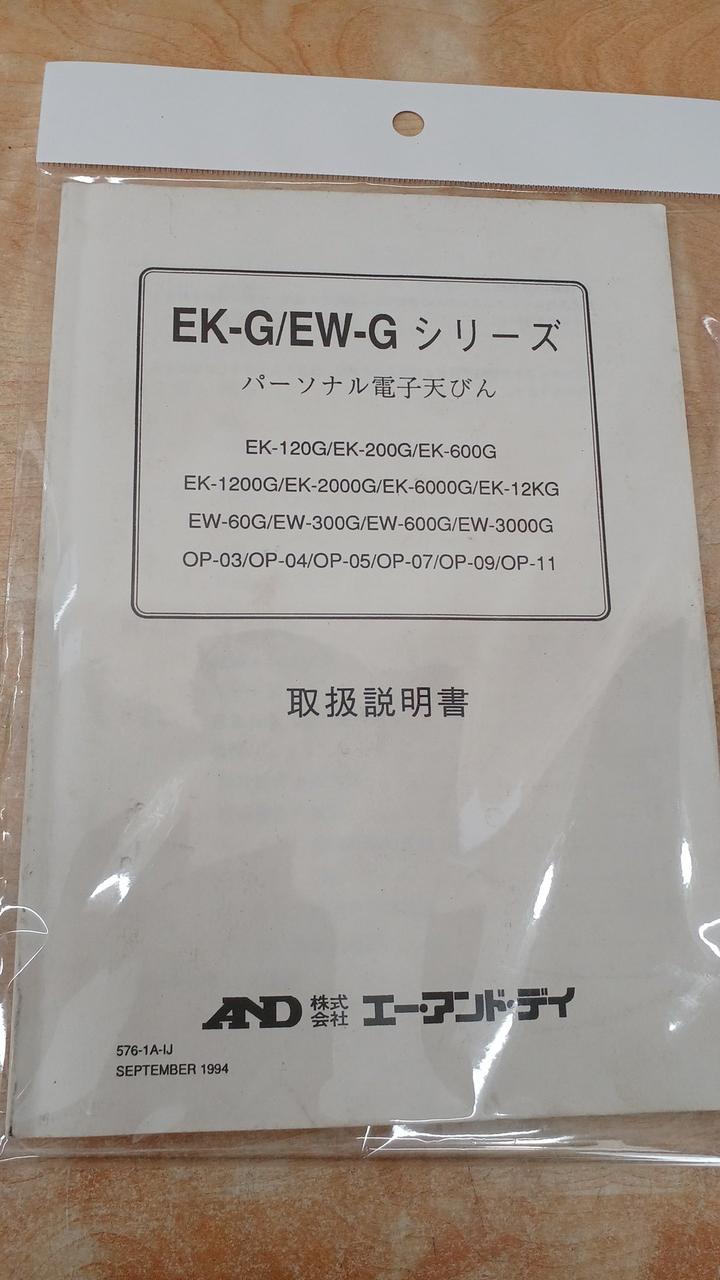 EK-G/EW-G シリーズ
パーソナル電子天びん
EK-120G/EK-200G/EK-600G
EK-1200G/EK-2000G/EK-6000G/EK-12KG
EW-60G/EW-300G/EW-600G/EW-3000G
OP-03/OP-04/OP-05/OP-07/OP-09/OP-11
取扱説明書
AND 株式会社 エー・アンド・デイ
576-1A-IJ
SEPTEMBER 1994